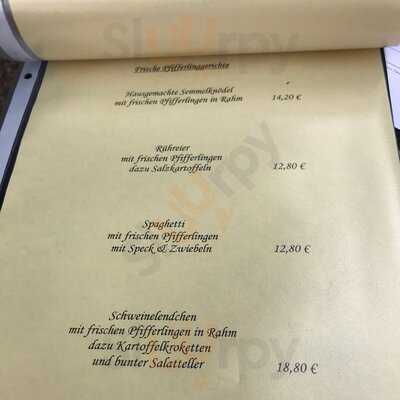 Sluurpy
Frische Pfifferlinggerichte
Hausgemachte Semmelknödel
mit frischen Pfifferlingen in Rahm 14,20 €
Rühreier
mit frischen Pfifferlingen
dazu Salzkartoffeln 12,80 €
Spaghetti
mit frischen Pfifferlingen
mit Speck & Zwiebeln 12,80 €
Schweinelendchen
mit frischen Pfifferlingen in Rahm
dazu Kartoffelkroketten
und bunter Salatteller 18,80 €